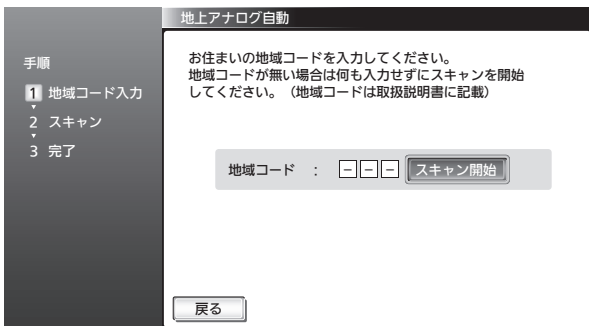 地上アナログ自動
手順
1 地域コード入力
2 スキャン
3 完了
お住まいの地域コードを入力してください。
地域コードが無い場合は何も入力せずにスキャンを開始
してください。（地域コードは取扱説明書に記載）
地域コード ： － － － スキャン開始
戻る